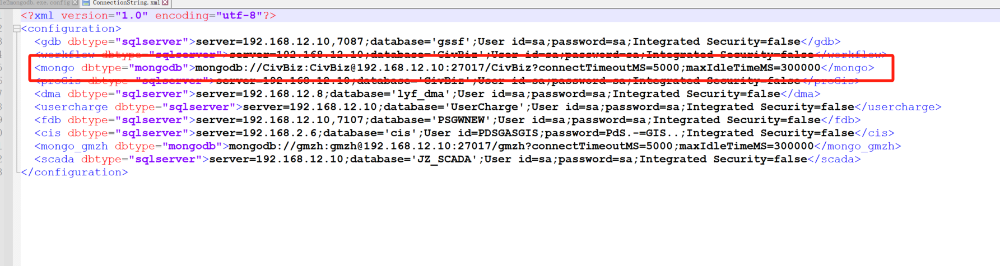 le2mongodb.exe.config ConnectionString.xml
<?xml version="1.0" encoding="utf-8"?>
<configuration>
<gdb dbtype="sqlserver">server=192.168.12.10,7087;database='gssf';User id=sa;password=sa;Integrated Security=false</gdb>
<workflow dbtype="sqlserver">server=192.168.12.10;database='CivBiz';User id=sa;password=sa;Integrated Security=false</workflow>
<mongo dbtype="mongodb">mongodb://CivBiz:CivBiz@192.168.12.10:27017/CivBiz?connectTimeoutMS=5000;maxIdleTimeMS=300000</mongo>
<proGis dbtype="sqlserver">server=192.168.12.10;database='CivBiz';User id=sa;password=sa;Integrated Security=false</proGis>
<dma dbtype="sqlserver">server=192.168.12.8;database='lyf_dma';User id=sa;password=sa;Integrated Security=false</dma>
<usercharge dbtype="sqlserver">server=192.168.12.10;database='UserCharge';User id=sa;password=sa;Integrated Security=false</usercharge>
<fdb dbtype="sqlserver">server=192.168.12.10,7107;database='PSGWNEW';User id=sa;password=sa;Integrated Security=false</fdb>
<cis dbtype="sqlserver">server=192.168.2.6;database='cis';User id=PDSGASGIS;password=PdS.-=GIS..;Integrated Security=false</cis>
<mongo_gmzh dbtype="mongodb">mongodb://gmzh:gmzh@192.168.12.10:27017/gmzh?connectTimeoutMS=5000;maxIdleTimeMS=300000</mongo_gmzh>
<scada dbtype="sqlserver">server=192.168.12.10;database='JZ_SCADA';User id=sa;password=sa;Integrated Security=false</scada>
</configuration>